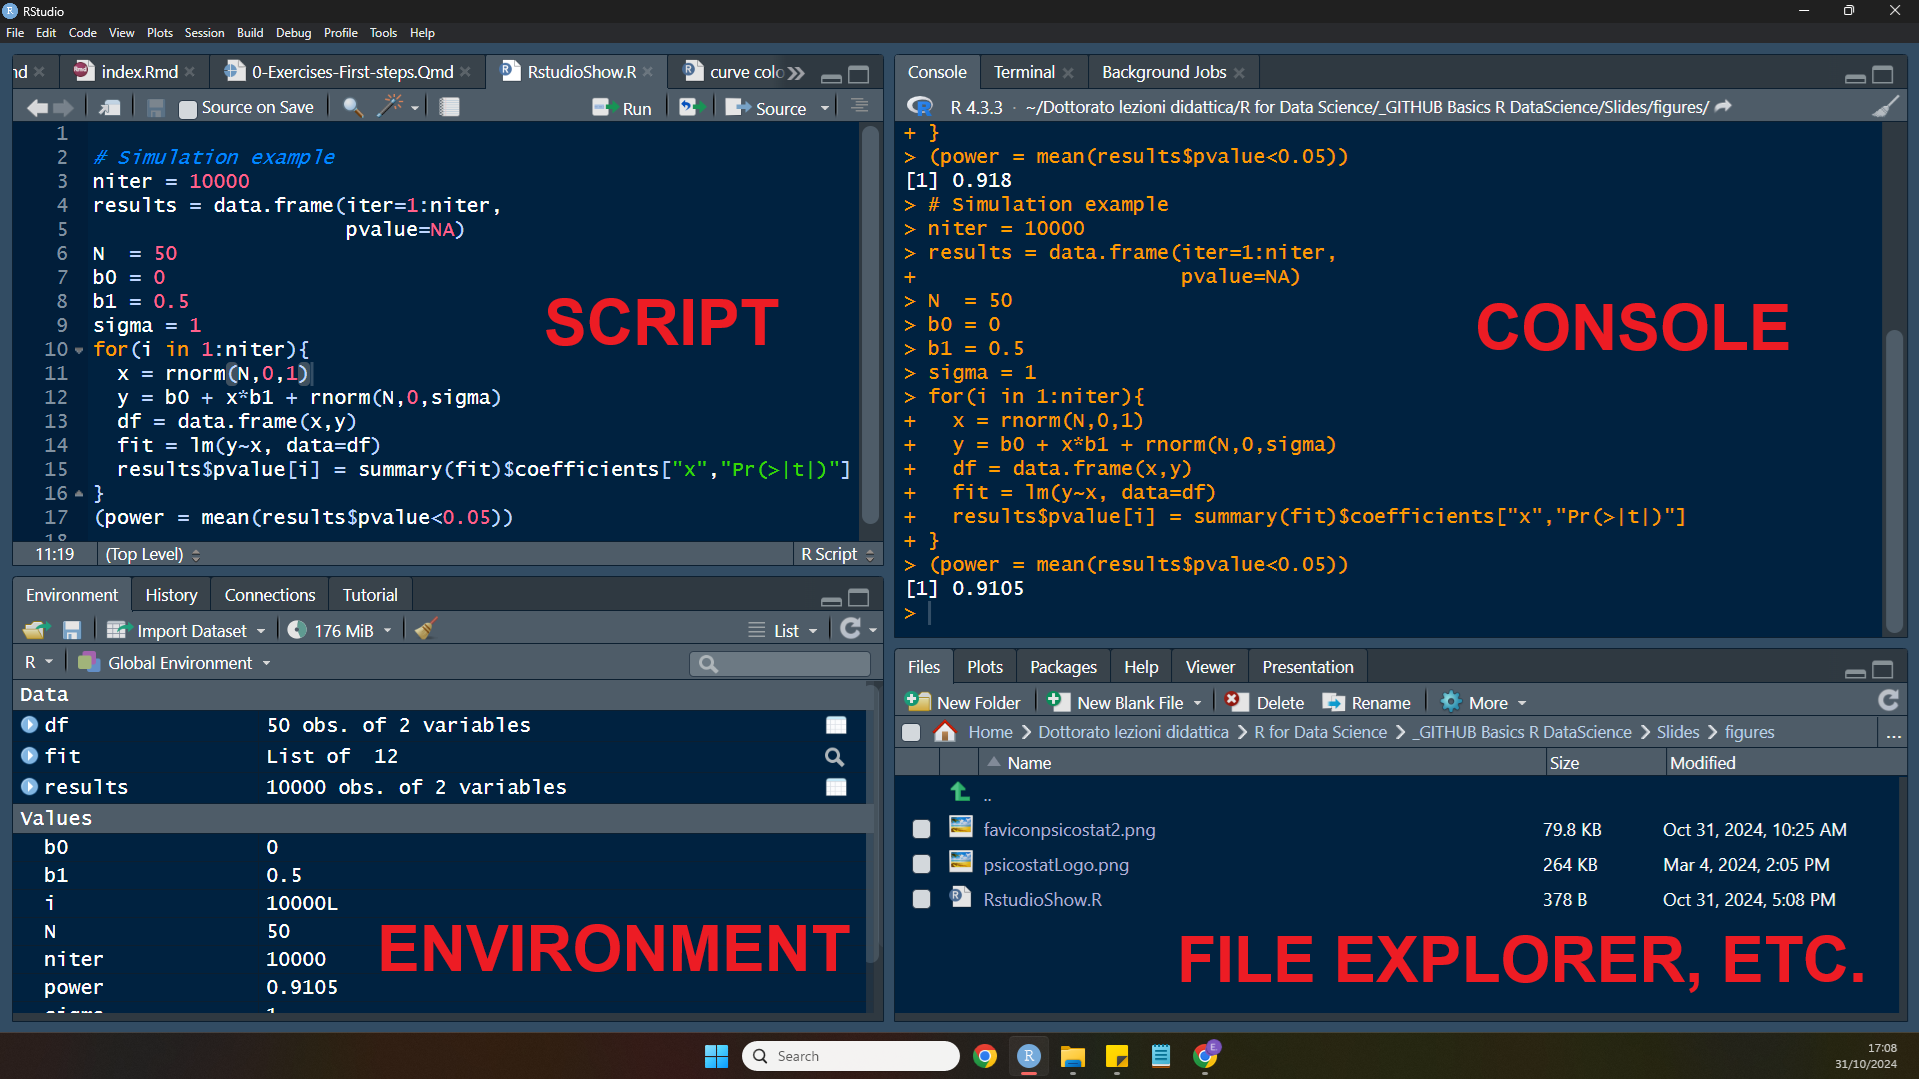 RStudio
File Edit Code View Plots Session Build Debug Profile Tools Help
nd index.Rmd 0-Exercises-First-steps.Qmd RstudioShow.R curve colo
Source on Save Run Source
1
2 # Simulation example
3 niter = 10000
4 results = data.frame(iter=1:niter,
5 pvalue=NA)
6 N  = 50
7 b0 = 0
8 b1 = 0.5
9 sigma = 1
10 for(i in 1:niter){
11 x = rnorm(N,0,1)
12 y = b0 + x*b1 + rnorm(N,0,sigma)
13 df = data.frame(x,y)
14 fit = lm(y~x, data=df)
15 results$pvalue[i] = summary(fit)$coefficients["x","Pr(>|t|)"]
16 }
17 (power = mean(results$pvalue<0.05))
18
SCRIPT
11:19 (Top Level) R Script
Environment History Connections Tutorial
Import Dataset 176 MiB List
R Global Environment
Data
df 50 obs. of 2 variables
fit List of  12
results 10000 obs. of 2 variables
Values
b0 0
b1 0.5
i 10000L
N 50
niter 10000
power 0.9105
sigma 1
ENVIRONMENT
Console Terminal Background Jobs
R 4.3.3 · ~/Dottorato lezioni didattica/R for Data Science/_GITHUB Basics R DataScience/Slides/figures/
+ }
> (power = mean(results$pvalue<0.05))
[1] 0.918
> # Simulation example
> niter = 10000
> results = data.frame(iter=1:niter,
+ pvalue=NA)
> N  = 50
> b0 = 0
> b1 = 0.5
> sigma = 1
> for(i in 1:niter){
+ x = rnorm(N,0,1)
+ y = b0 + x*b1 + rnorm(N,0,sigma)
+ df = data.frame(x,y)
+ fit = lm(y~x, data=df)
+ results$pvalue[i] = summary(fit)$coefficients["x","Pr(>|t|)"]
+ }
> (power = mean(results$pvalue<0.05))
[1] 0.9105
>
CONSOLE
Files Plots Packages Help Viewer Presentation
New Folder New Blank File Delete Rename More
Home Dottorato lezioni didattica R for Data Science _GITHUB Basics R DataScience Slides figures ...
Name Size Modified
..
faviconpsicostat2.png 79.8 KB Oct 31, 2024, 10:25 AM
psicostatLogo.png 264 KB Mar 4, 2024, 2:05 PM
RstudioShow.R 378 B Oct 31, 2024, 5:08 PM
FILE EXPLORER, ETC.
Search
17:08
31/10/2024